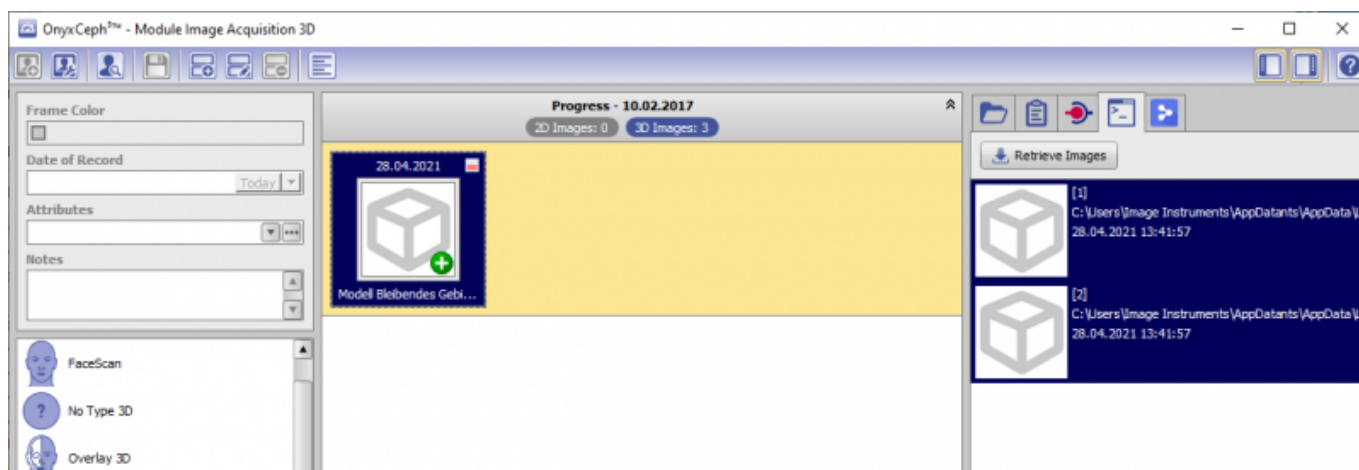 OnyxCeph³™ - Module Image Acquisition 3D
Frame Color
Date of Record
Today
Attributes
Notes
FaceScan
? No Type 3D
Overlay 3D
Progress - 10.02.2017
2D Images: 0 3D Images: 3
28.04.2021
Modell Bleibendes Gebi...
Retrieve Images
[1]
C:\Users\Image Instruments\AppDatants\AppData\L
28.04.2021 13:41:57
[2]
C:\Users\Image Instruments\AppDatants\AppData\L
28.04.2021 13:41:57